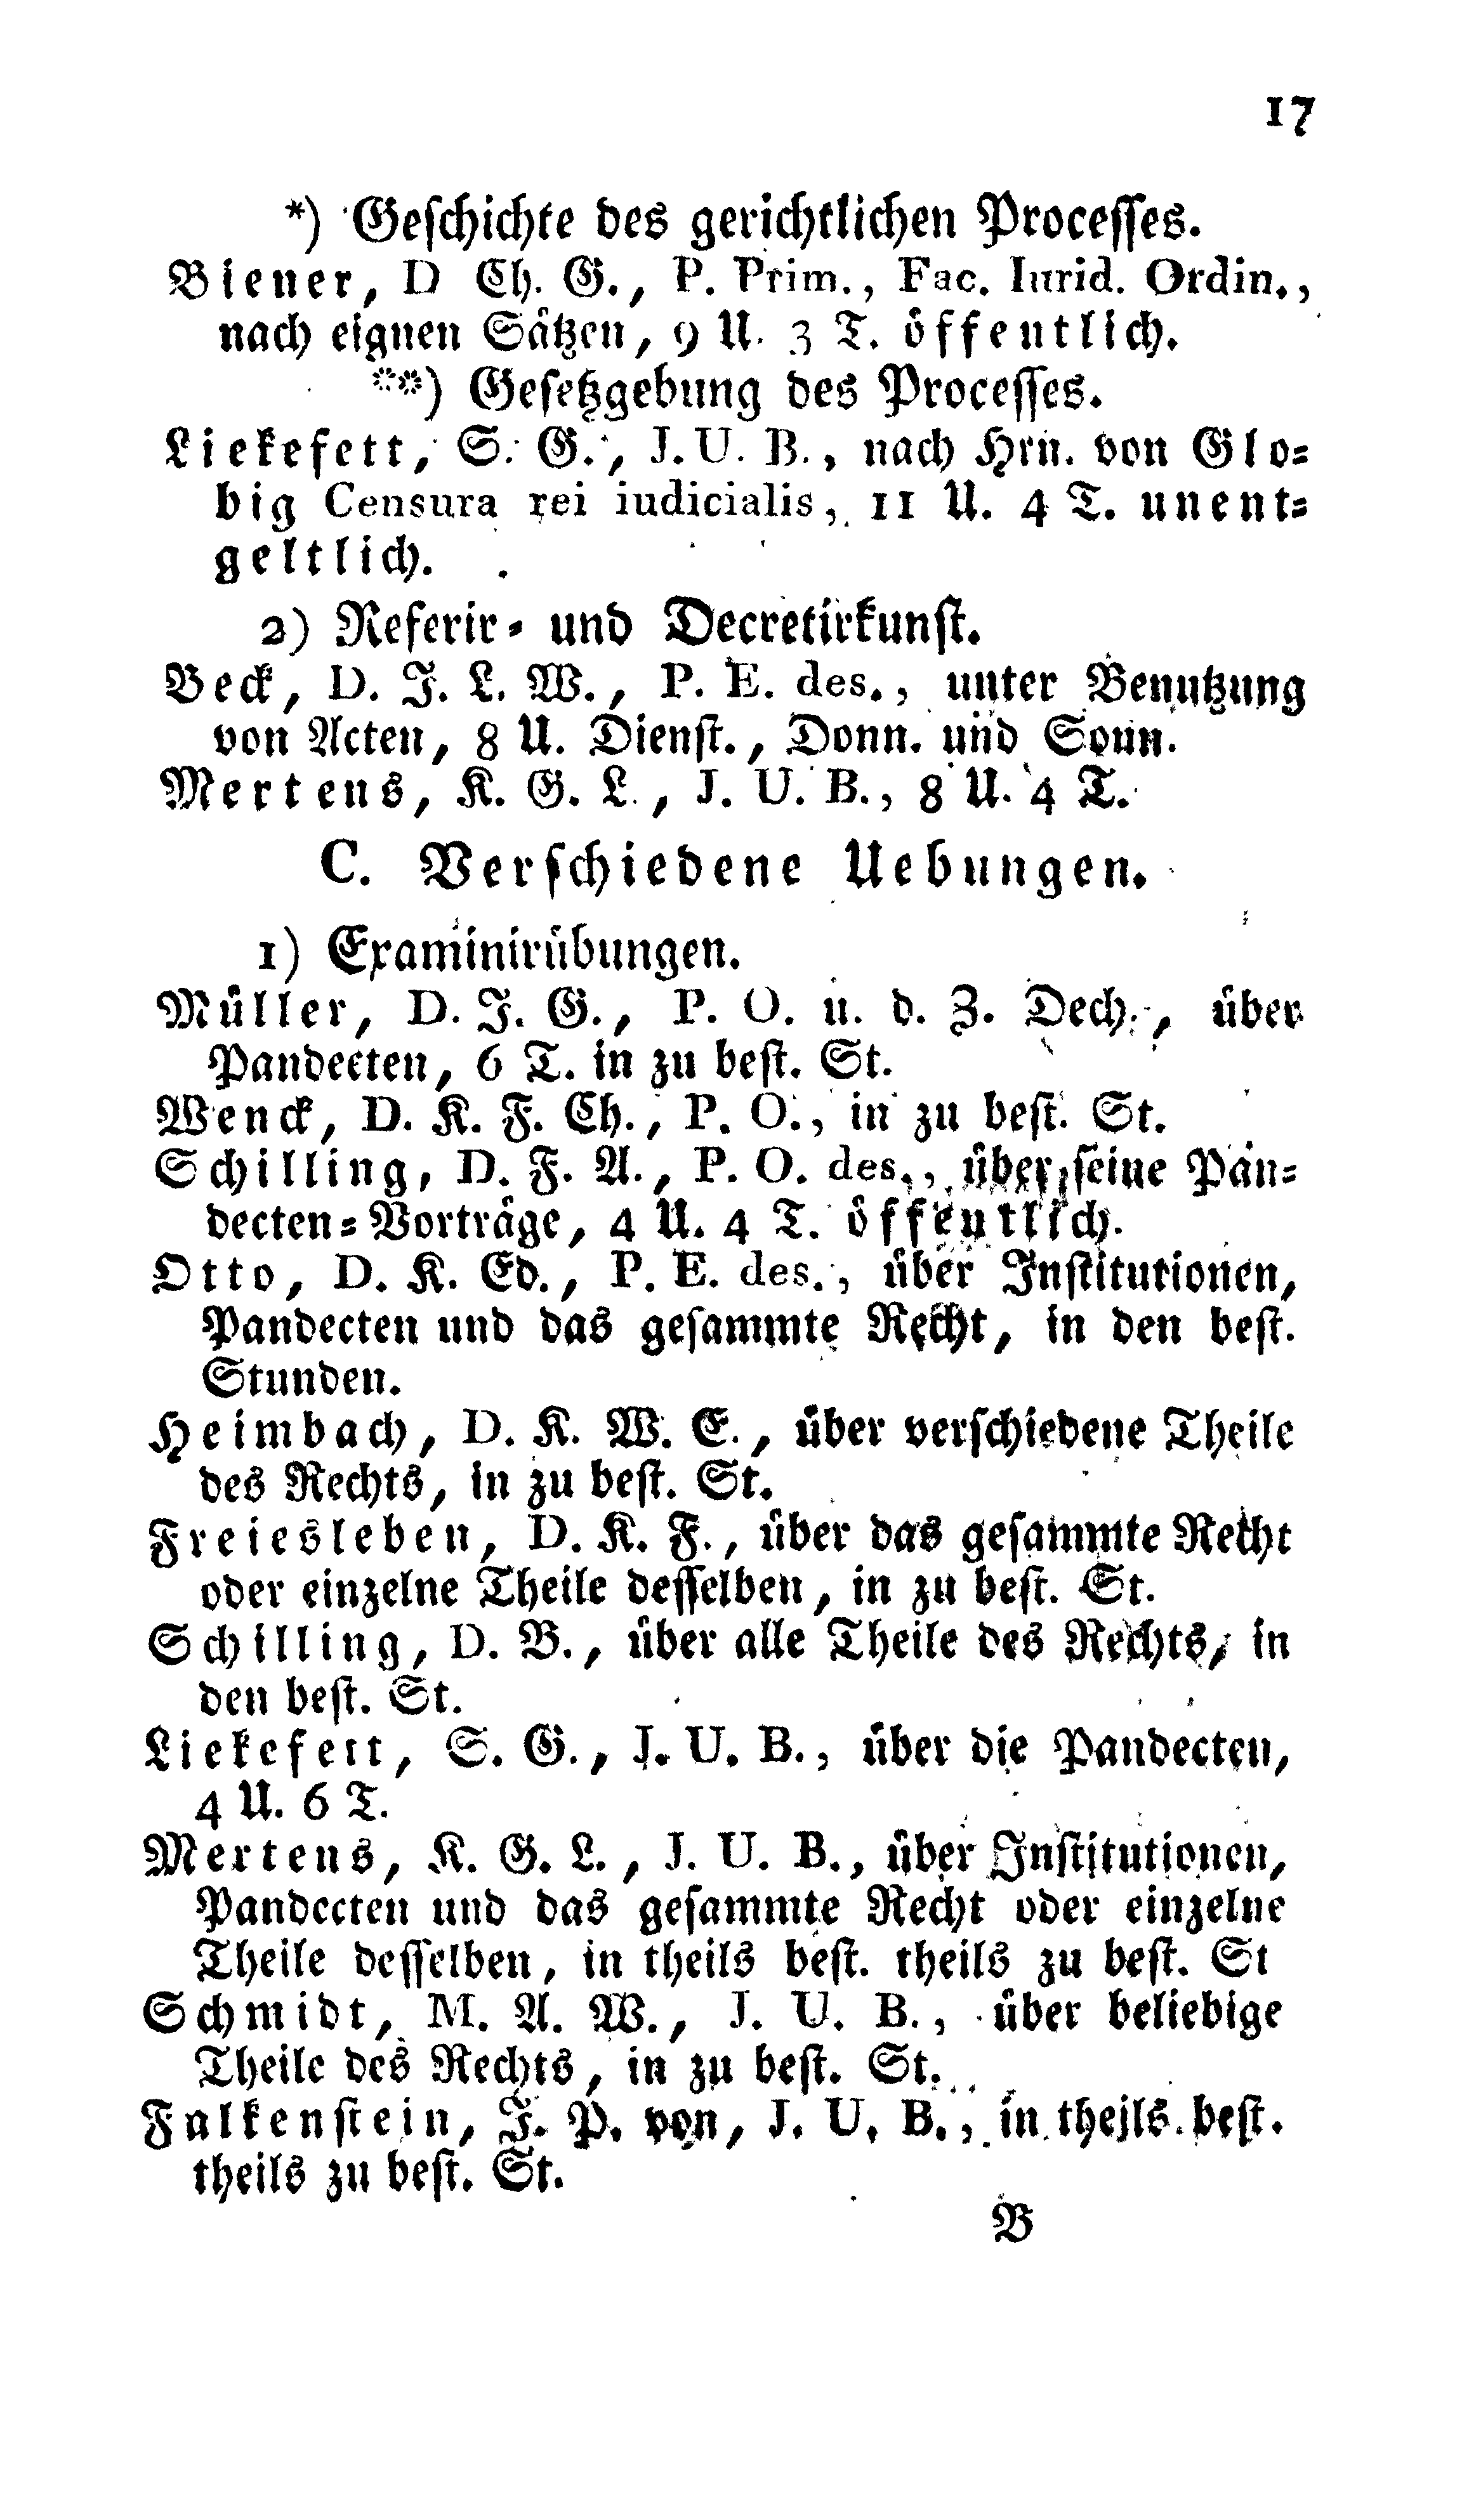 17
*) Geschichte des gerichtlichen Processes.
Biener, D Ch. G., P. Prim., Fac. Iurid. Ordin.,
nach eignen Sätzen, 9 U. 3 T. öffentlich.
**) Gesetzgebung des Processes.
Liekefett, S. G., J. U. B., nach Hrn. von Glo-
big Censura rei iudicialis, 11 U. 4 T. unent-
geltlich.
2) Referir- und Decretirkunst.
Beck, D. J. L. W., P. E. des., unter Benutzung
von Acten, 8 U. Dienst., Donn. und Sonn.
Mertens, K. G. L., J. U. B., 8 U. 4 T.
C. Verschiedene Uebungen.
1) Examinirübungen.
Müller, D. J. G., P. O. u. d. Z. Dech., über
Pandecten, 6 T. in zu best. St.
Wenck, D. K. F. Ch., P. O., in zu best. St.
Schilling, D. F. A., P. O. des., über seine Pan-
decten-Vorträge, 4 U. 4 T. öffentlich.
Otto, D. K. Ed., P. E. des., über Institutionen,
Pandecten und das gesammte Recht, in den best.
Stunden.
Heimbach, D. K. W. E., über verschiedene Theile
des Rechts, in zu best. St.
Freiesleben, D. K. F., über das gesammte Recht
oder einzelne Theile desselben, in zu best. St.
Schilling, D. B., über alle Theile des Rechts, in
den best. St.
Liekefett, S. G., J. U. B., über die Pandecten,
4 U. 6 T.
Mertens, K. G. L., J. U. B., über Institutionen,
Pandecten und das gesammte Recht oder einzelne
Theile desselben, in theils best. theils zu best. St
Schmidt, M. A. W., J. U. B., über beliebige
Theile des Rechts, in zu best. St.
Falkenstein, J. P. von, J. U. B., in theils best.
theils zu best. St.
B